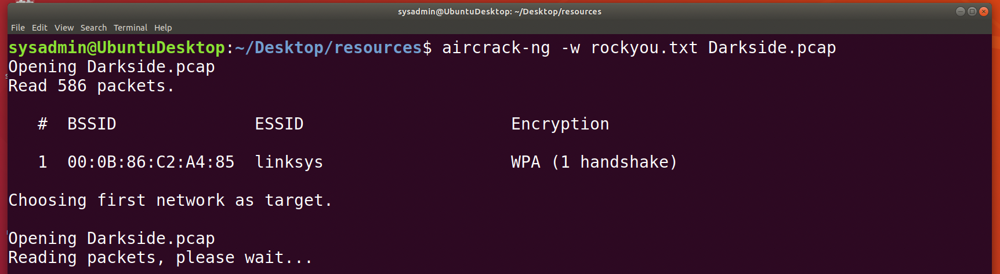 sysadmin@UbuntuDesktop: ~/Desktop/resources
File Edit View Search Terminal Help
sysadmin@UbuntuDesktop:~/Desktop/resources$ aircrack-ng -w rockyou.txt Darkside.pcap
Opening Darkside.pcap
Read 586 packets.
# BSSID ESSID Encryption
1 00:0B:86:C2:A4:85 linksys WPA (1 handshake)
Choosing first network as target.
Opening Darkside.pcap
Reading packets, please wait...